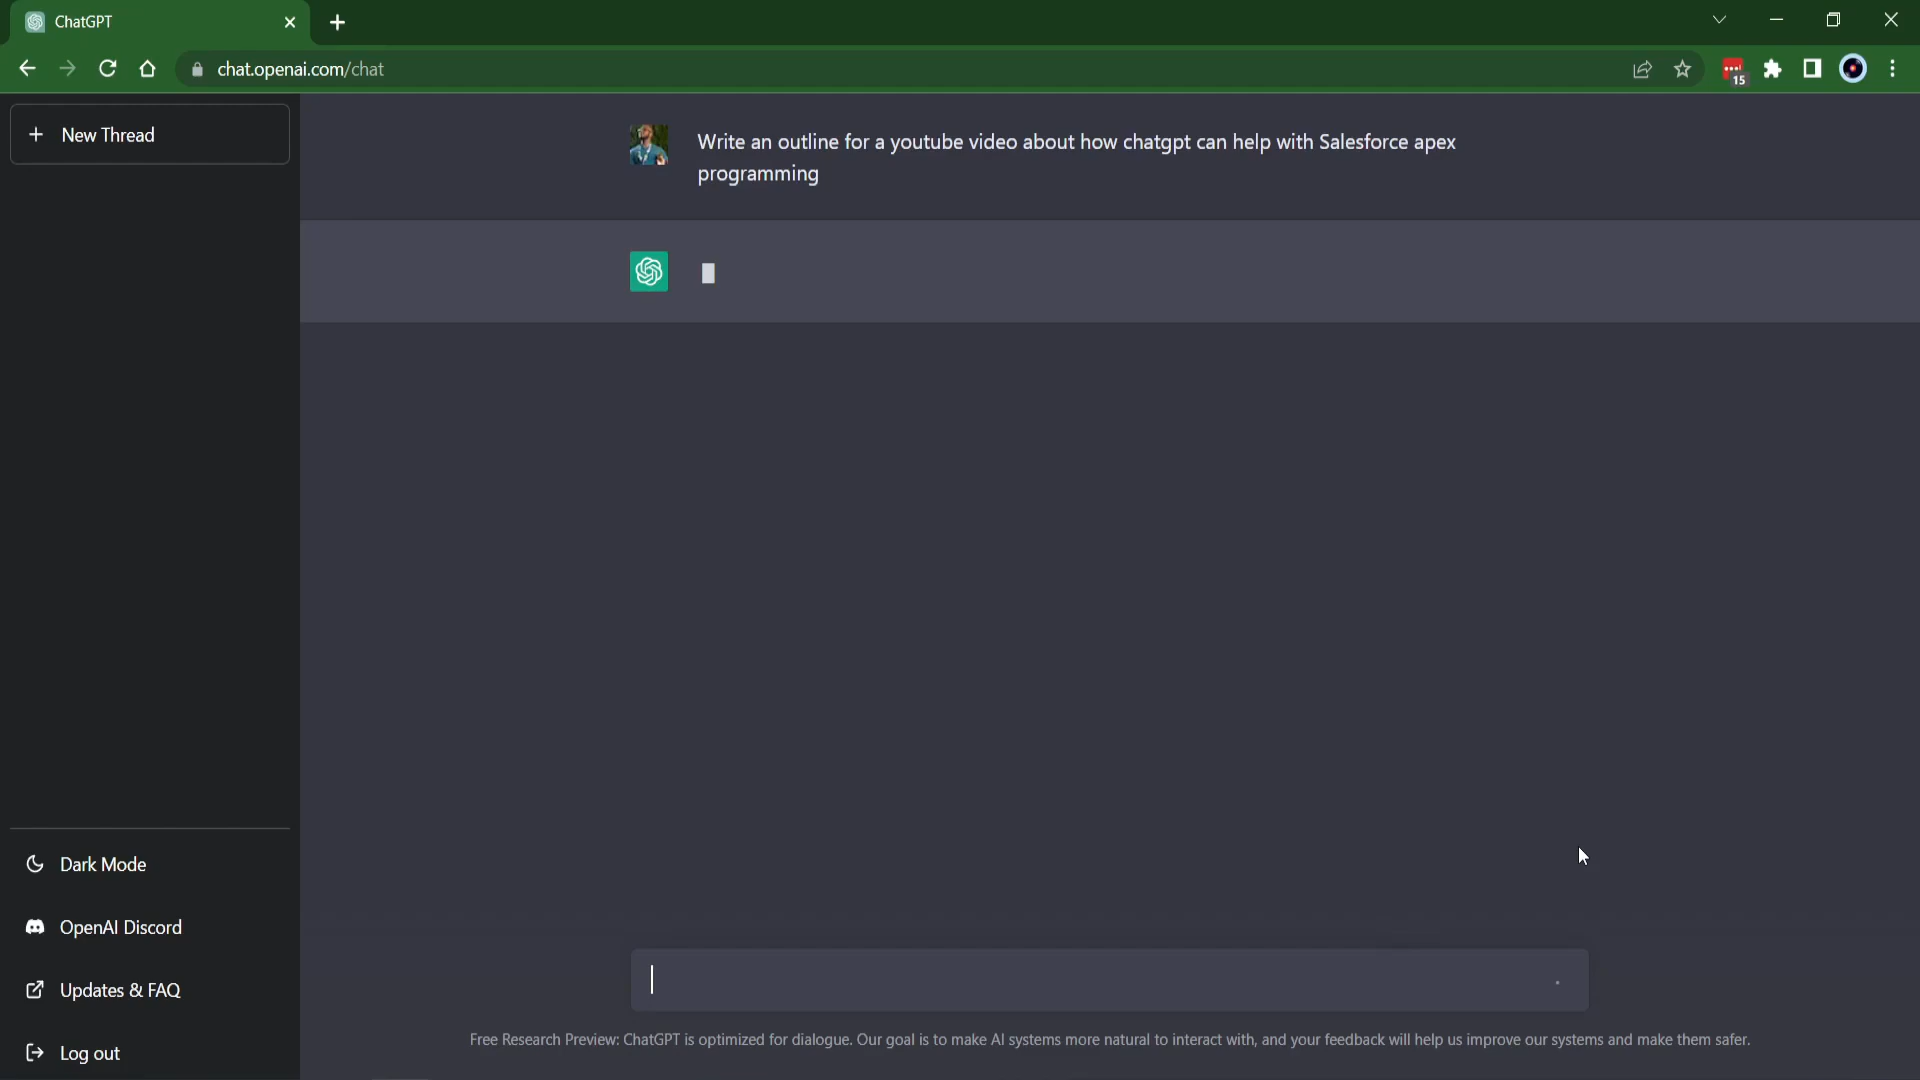 ChatGPT
chat.openai.com/chat
15
New Thread
Write an outline for a youtube video about how chatgpt can help with Salesforce apex
programming
Dark Mode
OpenAI Discord
Updates & FAQ
Log out
Free Research Preview: ChatGPT is optimized for dialogue. Our goal is to make AI systems more natural to interact with, and your feedback will help us improve our systems and make them safer.